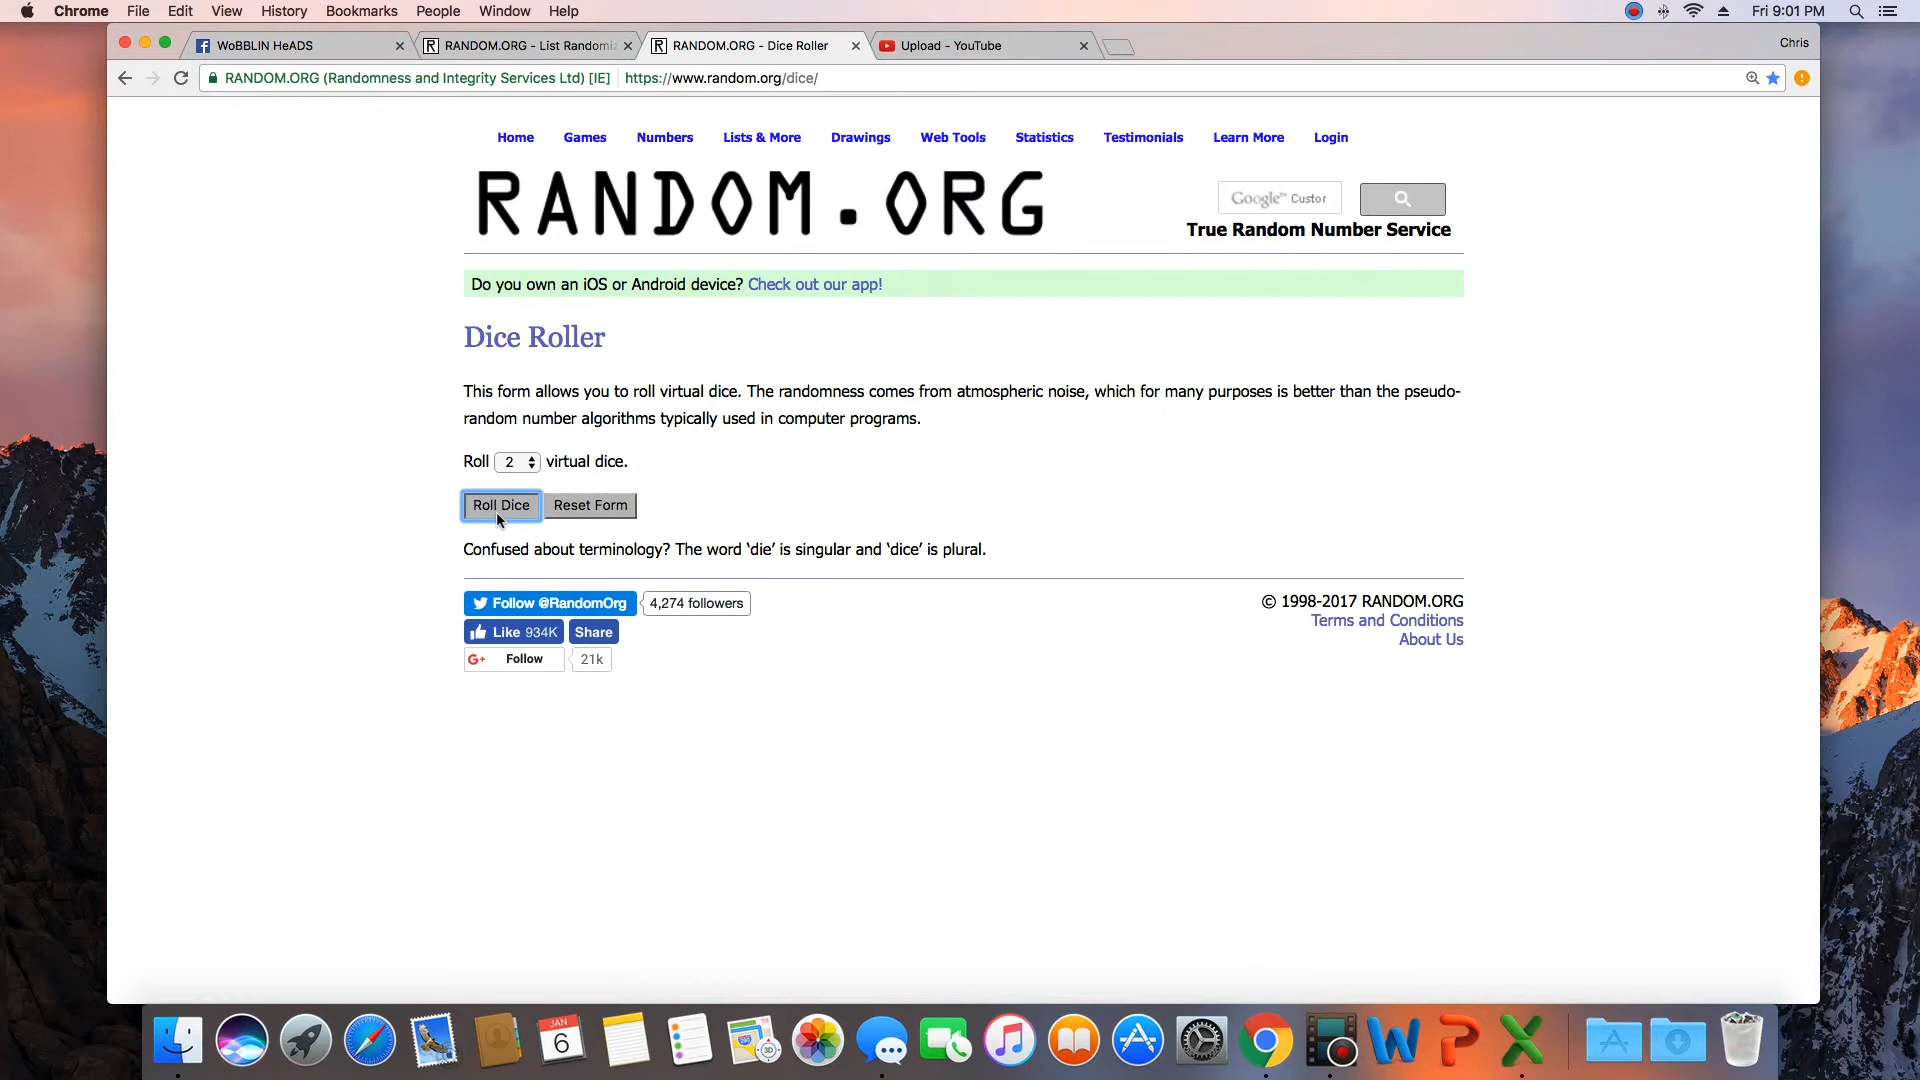 Chrome File Edit View History Bookmarks People Window Help Fri 9:01 PM
WoBBLIN HeADS RANDOM.ORG - List Randomiz RANDOM.ORG - Dice Roller Upload - YouTube Chris
RANDOM.ORG (Randomness and Integrity Services Ltd) [IE] https://www.random.org/dice/
Home Games Numbers Lists & More Drawings Web Tools Statistics Testimonials Learn More Login
RANDOM.ORG
Google™ Custor
True Random Number Service
Do you own an iOS or Android device? Check out our app!
Dice Roller
This form allows you to roll virtual dice. The randomness comes from atmospheric noise, which for many purposes is better than the pseudo-
random number algorithms typically used in computer programs.
Roll 2 virtual dice.
Roll Dice Reset Form
Confused about terminology? The word ‘die’ is singular and ‘dice’ is plural.
Follow @RandomOrg 4,274 followers
© 1998-2017 RANDOM.ORG
Like 934K Share
Terms and Conditions
About Us
G+ Follow 21k
JAN
6
3D
W P X